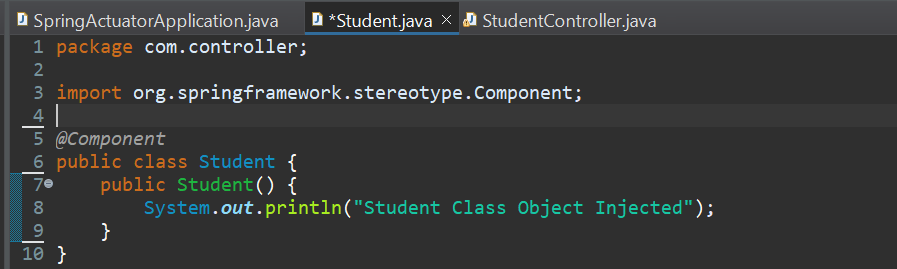 SpringActuatorApplication.java *Student.java StudentController.java
1 package com.controller;
2
3 import org.springframework.stereotype.Component;
4
5 @Component
6 public class Student {
7 public Student() {
8 System.out.println("Student Class Object Injected");
9 }
10 }